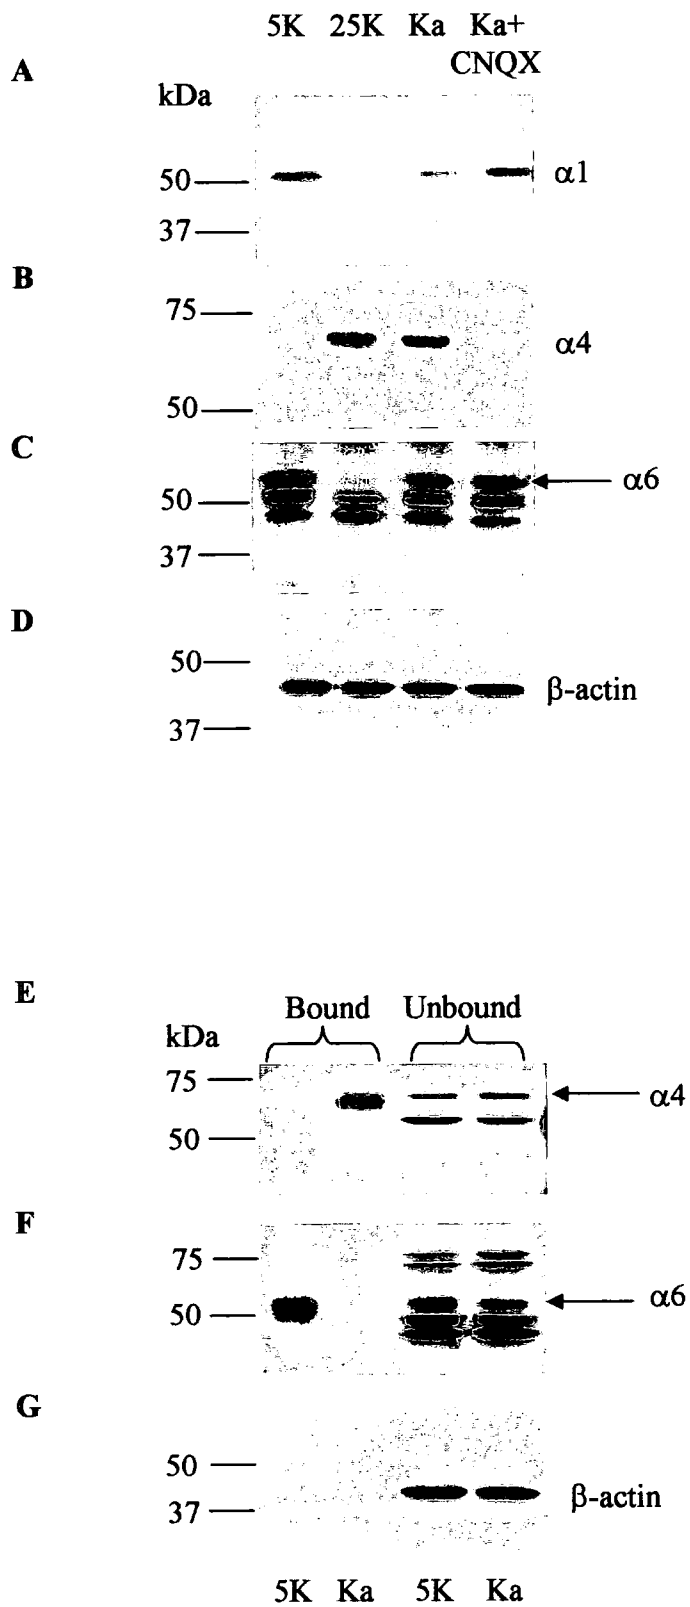 5K 25K Ka Ka+
CNQX
A
kDa
50
α1
37
B
75
α4
50
C
α6
50
37
D
50
β-actin
37
E
Bound Unbound
kDa
75
α4
50
F
75
α6
50
G
50
β-actin
37
5K Ka 5K Ka